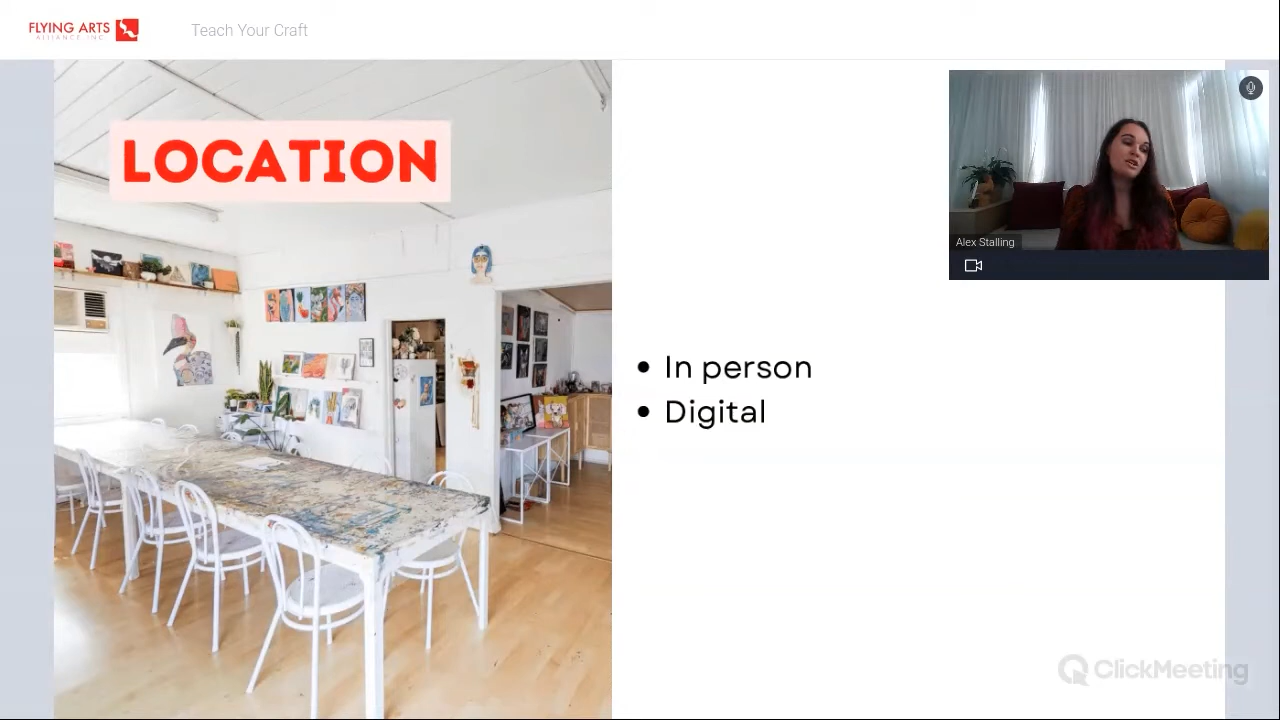 FLYING ARTS
ALLIANCE INC
Teach Your Craft
LOCATION
Alex Stalling
In person
Digital
ClickMeeting